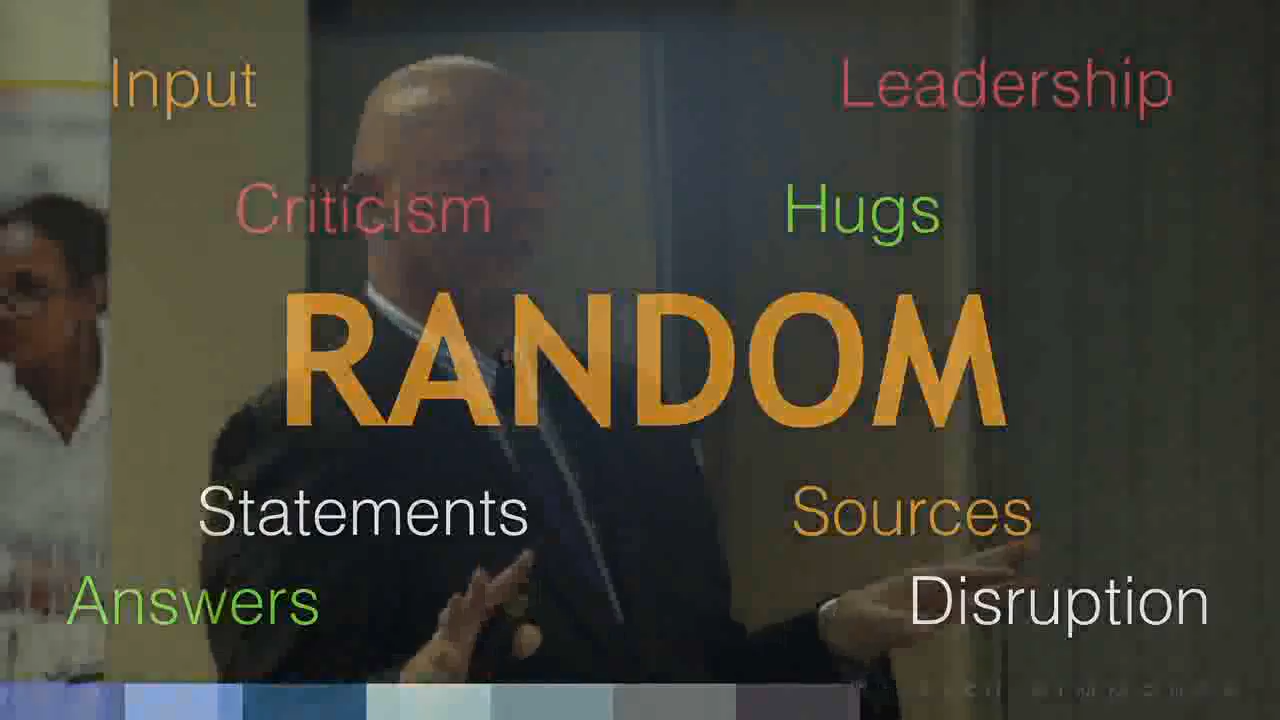 Input Leadership
Criticism Hugs
RANDOM
Statements Sources
Answers Disruption